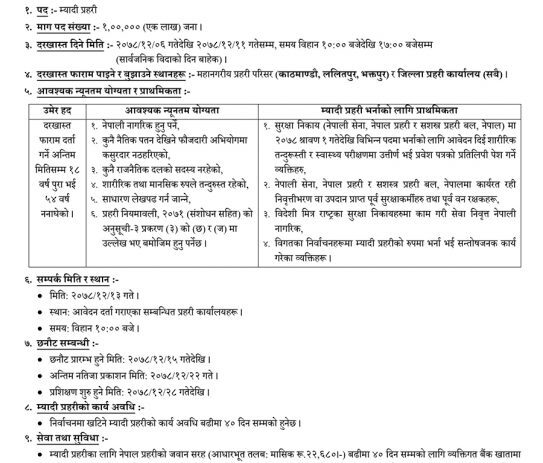 १. पद :- म्यादी प्रहरी
२. माग पद संख्या :- १,००,००० (एक लाख) जना।
३. दरखास्त दिने मिति :- २०७८/१२/०६ गतेदेखि २०७८/१२/११ गतेसम्म, समय विहान १०:०० बजेदेखि १७:०० बजेसम्म
(सार्वजनिक विदाको दिन बाहेक)।
४. दरखास्त फाराम पाइने र बुझाउने स्थानहरू :- महानगरीय प्रहरी परिसर (काठमाण्डौ, ललितपुर, भक्तपुर) र जिल्ला प्रहरी कार्यालय (सबै)।
५. आवश्यक न्यूनतम योग्यता र प्राथमिकता :-
उमेर हद
दरखास्त
फाराम दर्ता
गर्ने अन्तिम
मितिसम्म १८
वर्ष पुरा भई
५४ वर्ष
ननाघेको।
आवश्यक न्यूनतम योग्यता
१. नेपाली नागरिक हुनु पर्ने,
२. कुनै नैतिक पतन देखिने फौजदारी अभियोगमा
कसुरदार नठहरिएको,
३. कुनै राजनैतिक दलको सदस्य नरहेको,
४. शारीरिक तथा मानसिक रुपले तन्दुरुस्त रहेको,
५. साधारण लेखपढ गर्न जान्ने,
६. प्रहरी नियमावली, २०७१ (संशोधन सहित) को
अनुसूची-३ प्रकरण (३) को (छ) र (ज) मा
उल्लेख भए बमोजिम हुनु पर्नेछ।
म्यादी प्रहरी भर्नाको लागि प्राथमिकता
१. सुरक्षा निकाय (नेपाली सेना, नेपाल प्रहरी र सशस्त्र प्रहरी बल, नेपाल) मा
२०७८ श्रावण १ गतेदेखि विभिन्न पदमा भर्नाको लागि आवेदन दिई शारीरिक
तन्दुरूस्ती र स्वास्थ्य परीक्षणमा उत्तीर्ण भई प्रवेश पत्रको प्रतिलिपी पेश गर्ने
व्यक्तिहरु,
२. नेपाली सेना, नेपाल प्रहरी र सशस्त्र प्रहरी बल, नेपालमा कार्यरत रही
निवृत्तीभरण वा उपदान प्राप्त पूर्व सुरक्षाकर्मीहरु तथा पूर्व वन रक्षकहरू,
३. विदेशी मित्र राष्ट्रका सुरक्षा निकायहरुमा काम गरी सेवा निवृत्त नेपाली
नागरिक,
४. विगतका निर्वाचनहरूमा म्यादी प्रहरीको रुपमा भर्ना भई सन्तोषजनक कार्य
गरेका व्यक्तिहरू।
६. सम्पर्क मिति र स्थान :-
● मिति: २०७८/१२/१३ गते।
● स्थान: आवेदन दर्ता गराएका सम्बन्धित प्रहरी कार्यालयहरू।
● समय: विहान १०:०० बजे।
७. छनौट सम्बन्धी :-
● छनौट प्रारम्भ हुने मिति: २०७८/१२/१५ गतेदेखि।
● अन्तिम नतिजा प्रकाशन मिति: २०७८/१२/२२ गते।
● प्रशिक्षण शुरु हुने मिति: २०७८/१२/२८ गतेदेखि।
८. म्यादी प्रहरीको कार्य अवधि :-
● निर्वाचनमा खटिने म्यादी प्रहरीको कार्य अवधि बढीमा ४० दिन सम्मको हुनेछ।
९. सेवा तथा सुविधा :-
● म्यादी प्रहरीका लागि नेपाल प्रहरीको जवान सरह (आधारभूत तलब: मासिक रू.२२,६८०।-) बढीमा ४० दिन सम्मको लागि व्यक्तिगत बैंक खातामा